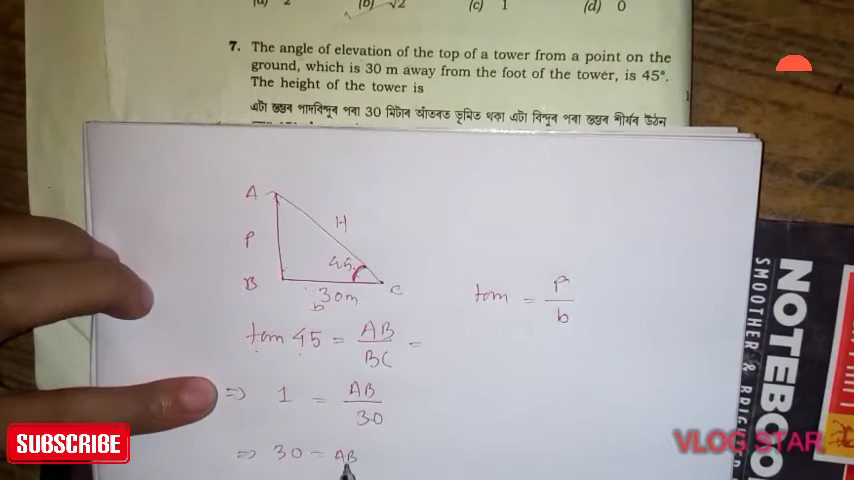 (a) 2 (b) √2 (c) 1 (d) 0
7. The angle of elevation of the top of a tower from a point on the
ground, which is 30 m away from the foot of the tower, is 45°.
The height of the tower is
এটা স্তম্ভৰ পাদবিন্দুৰ পৰা 30 মিটাৰ আঁতৰত ভূমিত থকা এটা বিন্দুৰ পৰা স্তম্ভৰ শীৰ্ষৰ উঠন
A
H
P
45°
B
C
30m
b
tan = P/b
tan 45 = AB/BC =
⇒ 1 = AB/30
⇒ 30 = AB
SUBSCRIBE
VLOG STAR
SMOOTHER & BRIG
NOTEBOO